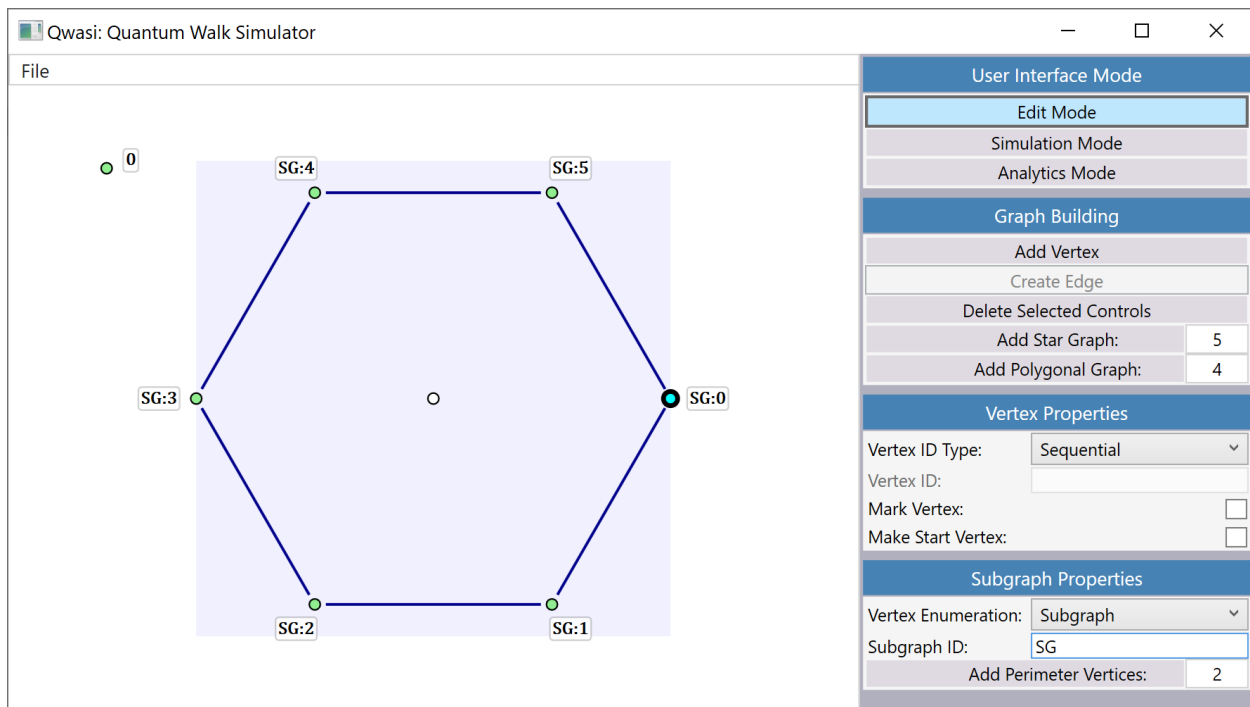 Qwasi: Quantum Walk Simulator
File
0
SG:4
SG:5
SG:3
SG:0
SG:2
SG:1
User Interface Mode
Edit Mode
Simulation Mode
Analytics Mode
Graph Building
Add Vertex
Create Edge
Delete Selected Controls
Add Star Graph: 5
Add Polygonal Graph: 4
Vertex Properties
Vertex ID Type: Sequential
Vertex ID:
Mark Vertex:
Make Start Vertex:
Subgraph Properties
Vertex Enumeration: Subgraph
Subgraph ID: SG
Add Perimeter Vertices: 2